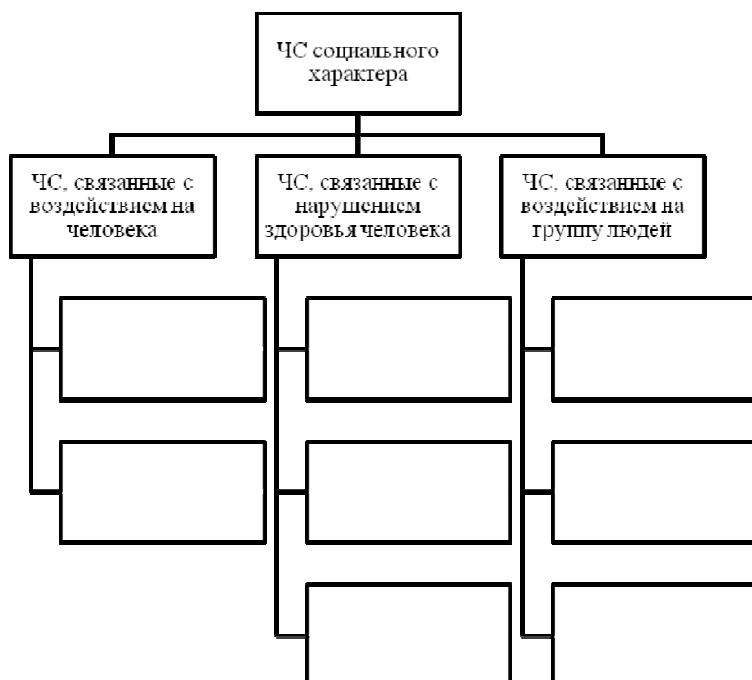 ЧС социального
характера
ЧС, связанные с
воздействием на
человека
ЧС, связанные с
нарушением
здоровья человека
ЧС, связанные с
воздействием на
группу людей